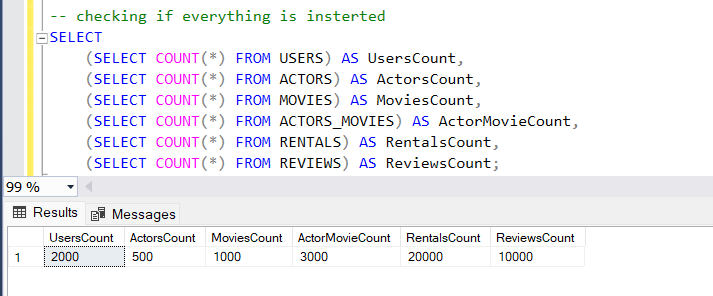 -- checking if everything is insterted
SELECT
(SELECT COUNT(*) FROM USERS) AS UsersCount,
(SELECT COUNT(*) FROM ACTORS) AS ActorsCount,
(SELECT COUNT(*) FROM MOVIES) AS MoviesCount,
(SELECT COUNT(*) FROM ACTORS_MOVIES) AS ActorMovieCount,
(SELECT COUNT(*) FROM RENTALS) AS RentalsCount,
(SELECT COUNT(*) FROM REVIEWS) AS ReviewsCount;
99 %
Results Messages
UsersCount ActorsCount MoviesCount ActorMovieCount RentalsCount ReviewsCount
1 2000 500 1000 3000 20000 10000